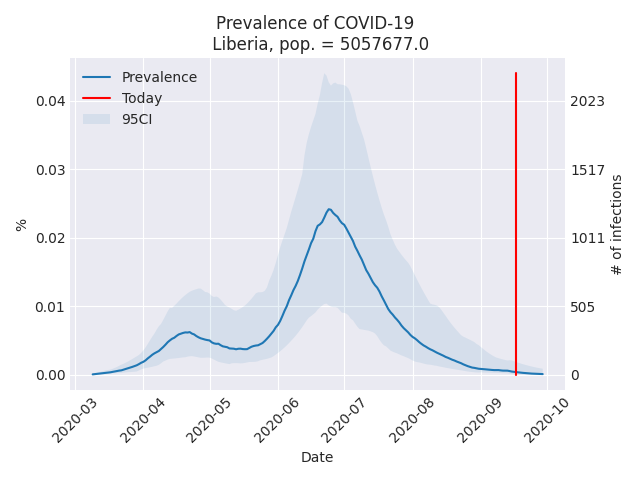 Prevalence of COVID-19
Liberia, pop. = 5057677.0
Prevalence
Today
95CI
0.04
0.03
0.02
0.01
0.00
%
2023
1517
1011
505
0
# of infections
2020-03
2020-04
2020-05
2020-06
2020-07
2020-08
2020-09
2020-10
Date